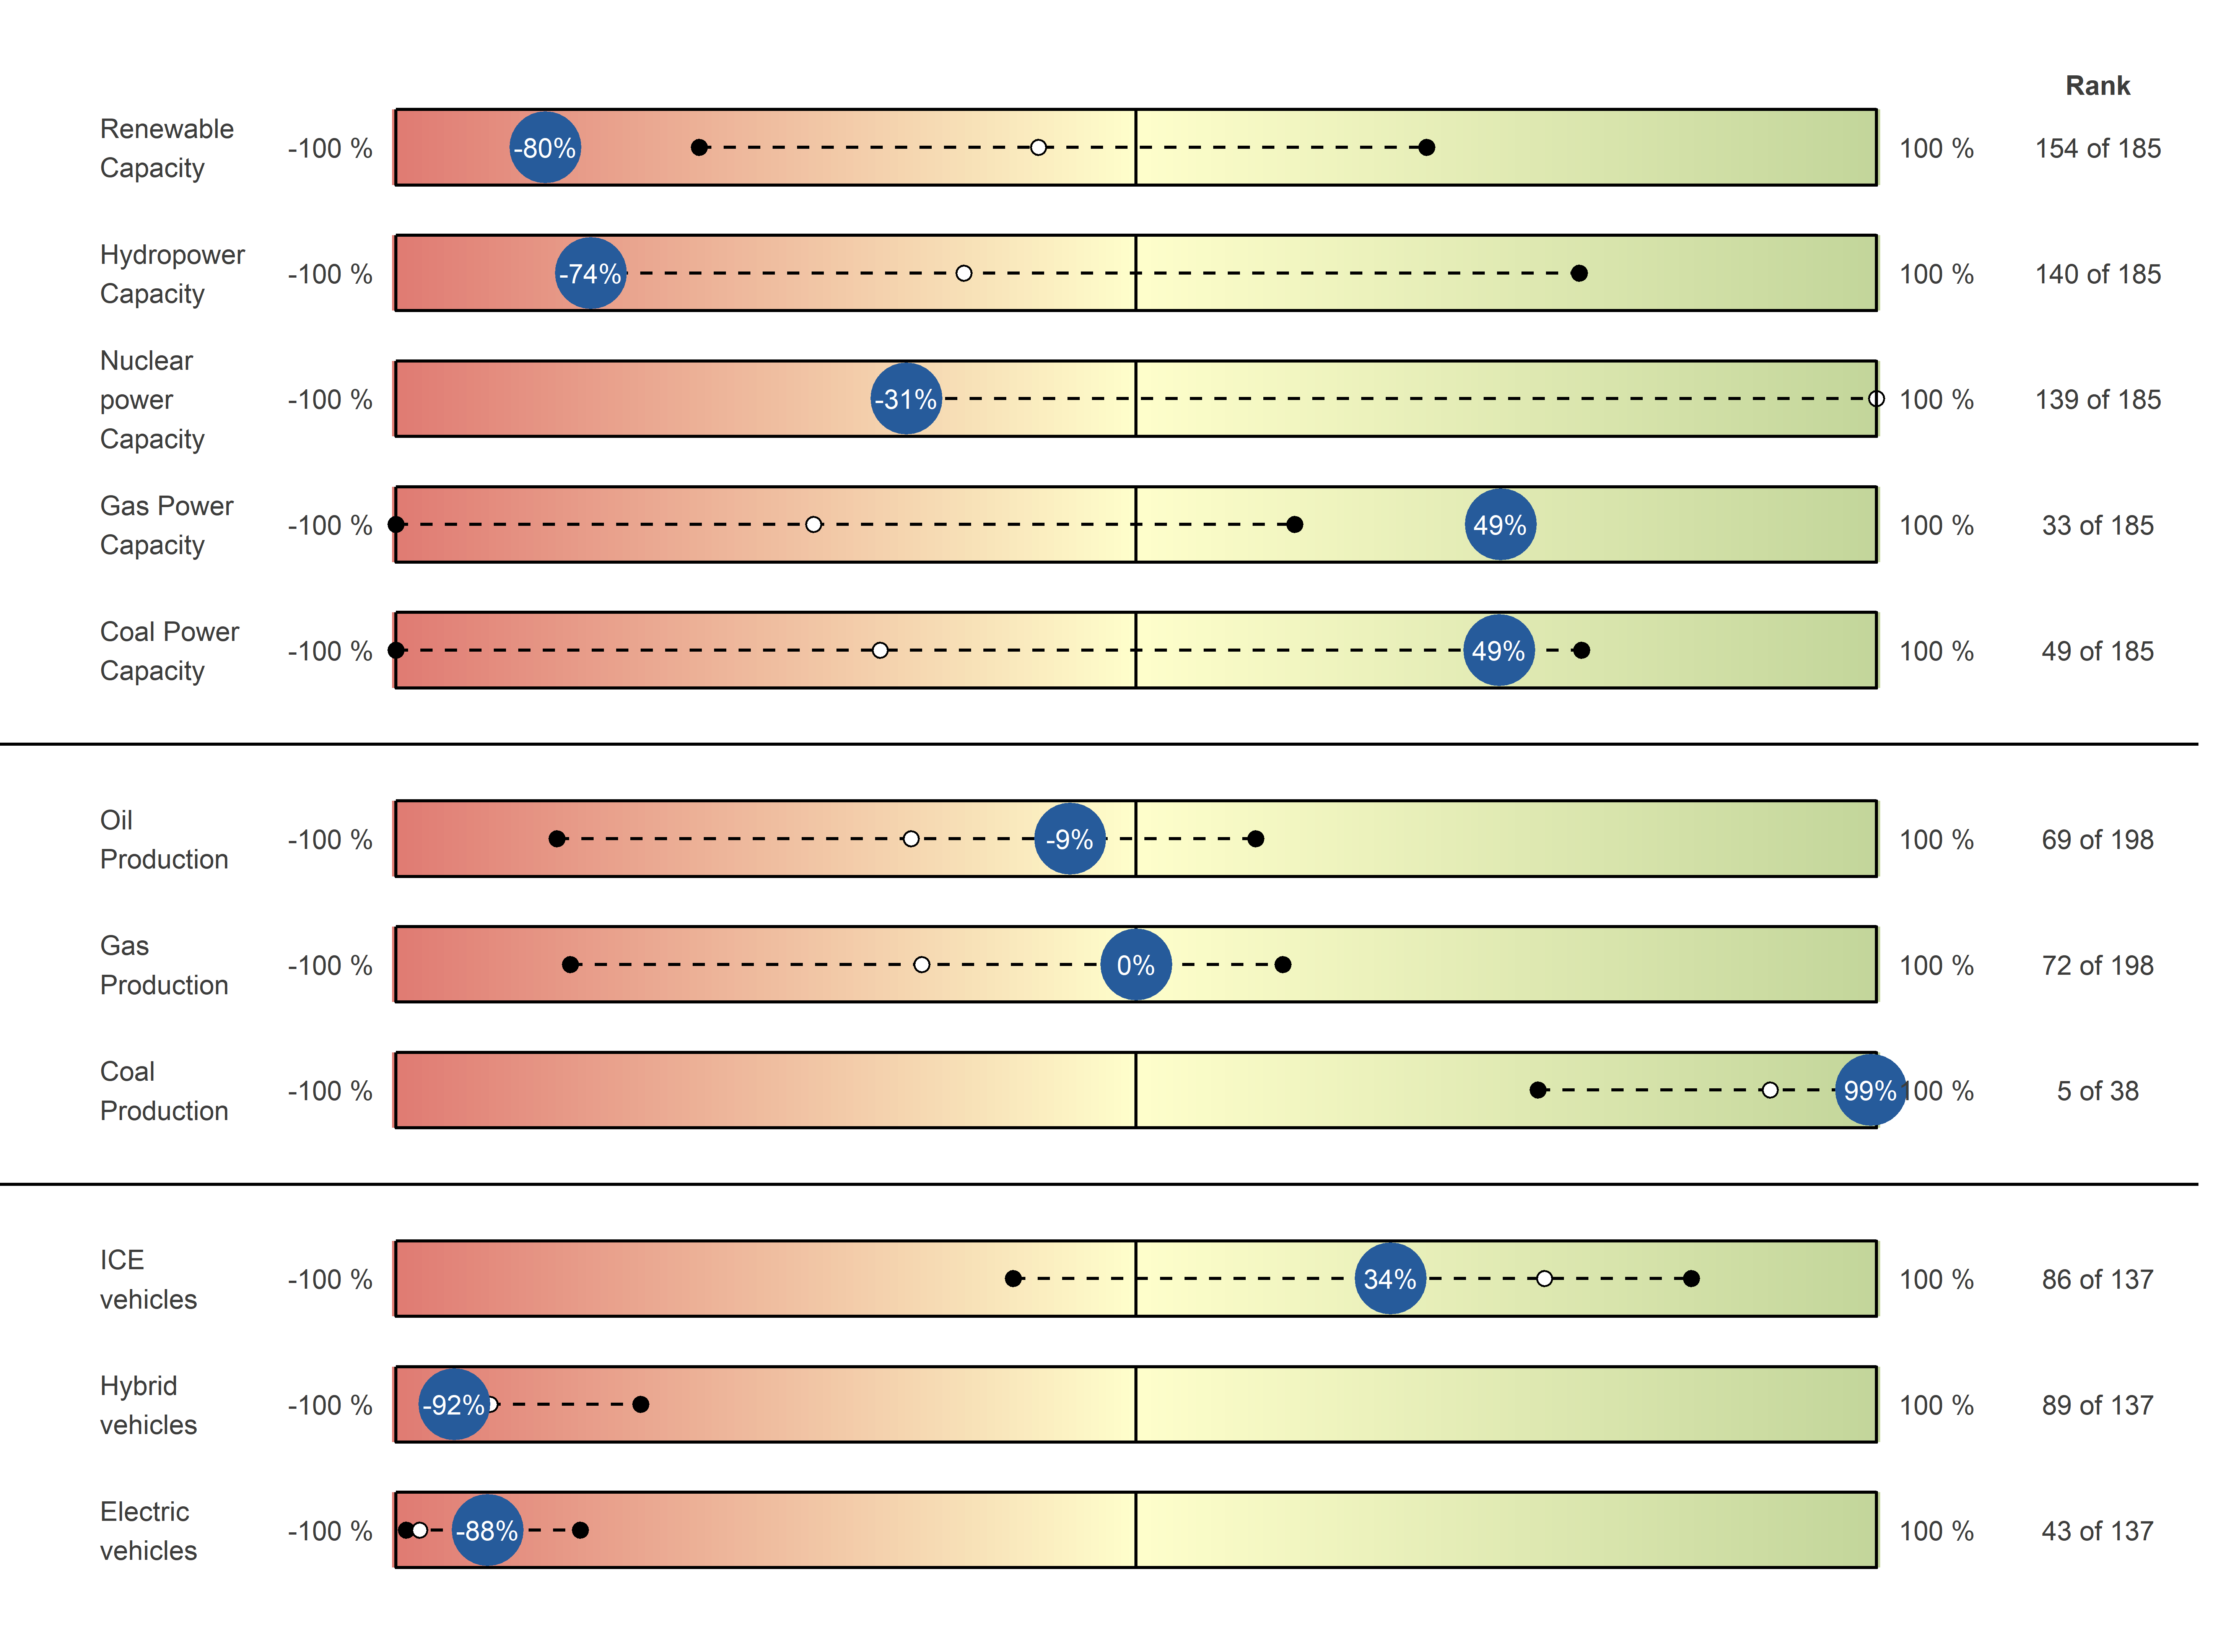 Rank
Renewable
Capacity
-100 %
-80%
100 %
154 of 185
Hydropower
Capacity
-100 %
-74%
100 %
140 of 185
Nuclear
power
Capacity
-100 %
-31%
100 %
139 of 185
Gas Power
Capacity
-100 %
49%
100 %
33 of 185
Coal Power
Capacity
-100 %
49%
100 %
49 of 185
Oil
Production
-100 %
-9%
100 %
69 of 198
Gas
Production
-100 %
0%
100 %
72 of 198
Coal
Production
-100 %
99%
100 %
5 of 38
ICE
vehicles
-100 %
34%
100 %
86 of 137
Hybrid
vehicles
-100 %
-92%
100 %
89 of 137
Electric
vehicles
-100 %
-88%
100 %
43 of 137